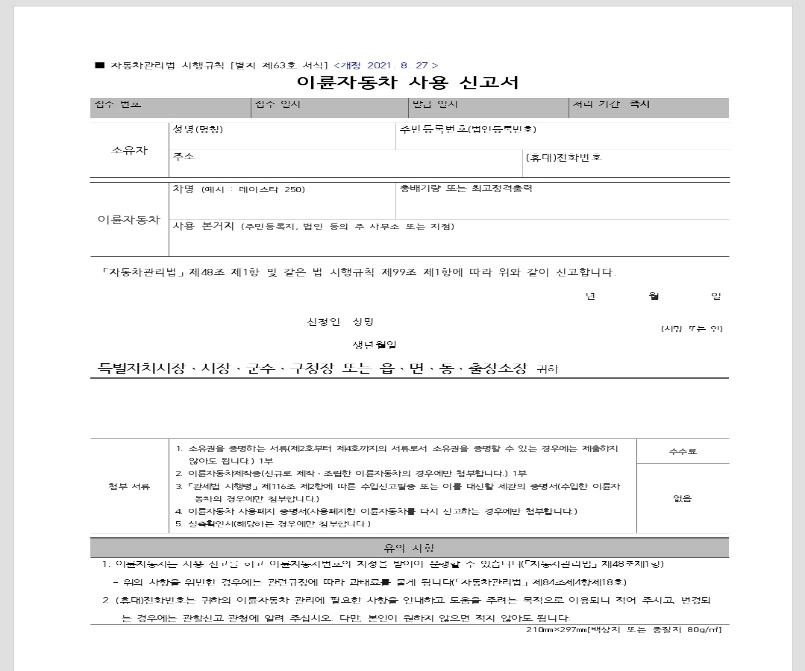 ■ 자동차관리법 시행규칙 [별지 제63호 서식] <개정 2021. 8. 27.>
이륜자동차 사용 신고서
접수 번호 접수 일시 발급 일시 처리 기간 즉시
소유자
성명(명칭) 주민등록번호(법인등록번호)
주소 (휴대)전화번호
이륜자동차
차명 (예시 : 데이스타 250) 총배기량 또는 최고정격출력
사용 본거지 (주민등록지, 법인 등의 주 사무소 또는 지점)
「자동차관리법」 제48조 제1항 및 같은 법 시행규칙 제99조 제1항에 따라 위와 같이 신고합니다.
년 월 일
신청인 성명 (서명 또는 인)
생년월일
특별자치시장ㆍ시장ㆍ군수ㆍ구청장 또는 읍ㆍ면ㆍ동ㆍ출장소장 귀하
첨부 서류
1. 소유권을 증명하는 서류(제2호부터 제4호까지의 서류로서 소유권을 증명할 수 있는 경우에는 제출하지
않아도 됩니다.) 1부
2. 이륜자동차제작증(신규로 제작ㆍ조립한 이륜자동차의 경우에만 첨부합니다.) 1부
3. 「관세법 시행령」 제116조 제2항에 따른 수입신고필증 또는 이를 대신할 세관의 증명서(수입한 이륜자
동차의 경우에만 첨부합니다.)
4. 이륜자동차 사용폐지 증명서(사용폐지한 이륜자동차를 다시 신고하는 경우에만 첨부합니다.)
5. 실측확인서(해당하는 경우에만 첨부합니다.)
수수료
없음
유의 사항
1. 이륜자동차는 사용 신고를 하고 이륜자동차번호의 지정을 받아야 운행할 수 있습니다(「자동차관리법」 제48조제1항)
- 위의 사항을 위반한 경우에는 관련규정에 따라 과태료를 물게 됩니다(「자동차관리법」 제84조제4항제18호)
2. (휴대)전화번호는 귀하의 이륜자동차 관리에 필요한 사항을 안내하고 도움을 주려는 목적으로 이용되니 적어 주시고, 변경되
는 경우에는 관할신고 관청에 알려 주십시오. 다만, 본인이 원하지 않으면 적지 않아도 됩니다.
210mm×297mm[백상지 또는 중질지 80g/㎡]